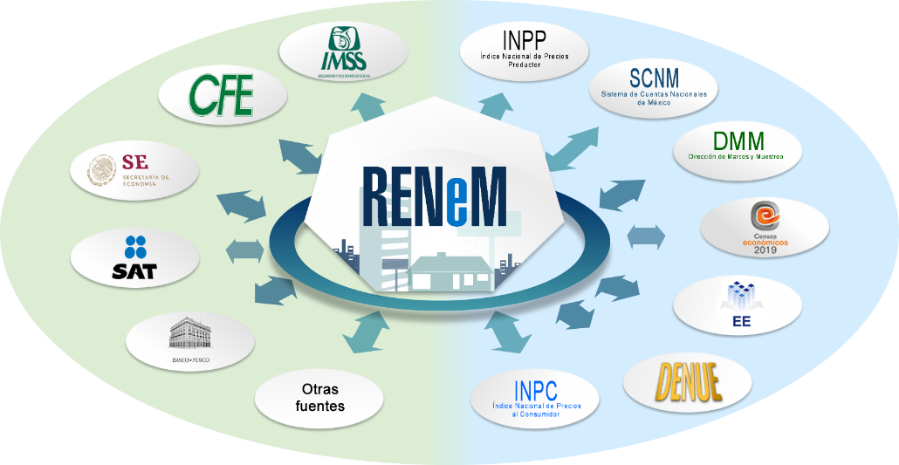 IMSS
CFE
SE
SECRETARÍA DE
ECONOMÍA
SAT
BANCO DE MÉXICO
Otras
fuentes
RENeM
INPP
Índice Nacional de Precios
Productor
SCNM
Sistema de Cuentas Nacionales
de México
DMM
Dirección de Marcos y Muestreo
Censos
económicos
2019
EE
DENUE
INPC
Índice Nacional de Precios
al Consumidor